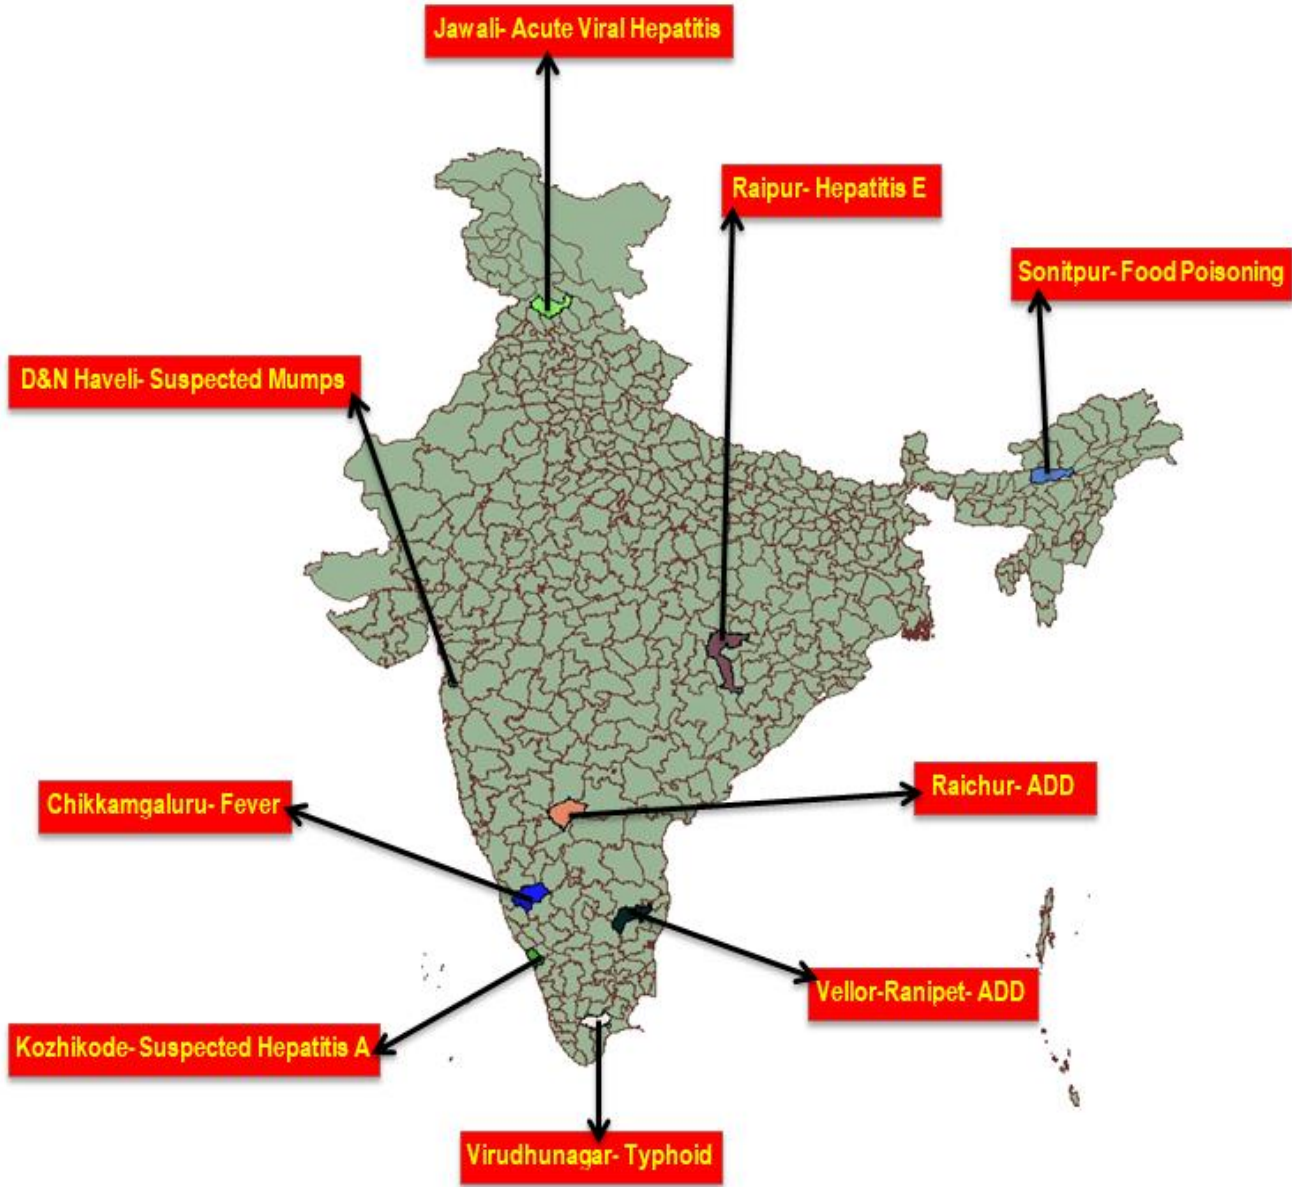 Jawali- Acute Viral Hepatitis
Raipur- Hepatitis E
Sonitpur- Food Poisoning
D&N Haveli- Suspected Mumps
Chikkamgaluru- Fever
Raichur- ADD
Vellor-Ranipet- ADD
Kozhikode- Suspected Hepatitis A
Virudhunagar- Typhoid